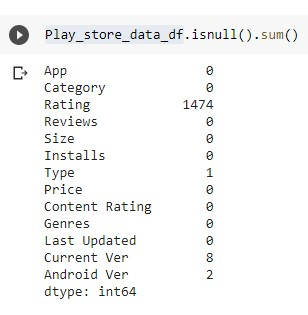 Play_store_data_df.isnull().sum()
App 0
Category 0
Rating 1474
Reviews 0
Size 0
Installs 0
Type 1
Price 0
Content Rating 0
Genres 0
Last Updated 0
Current Ver 8
Android Ver 2
dtype: int64